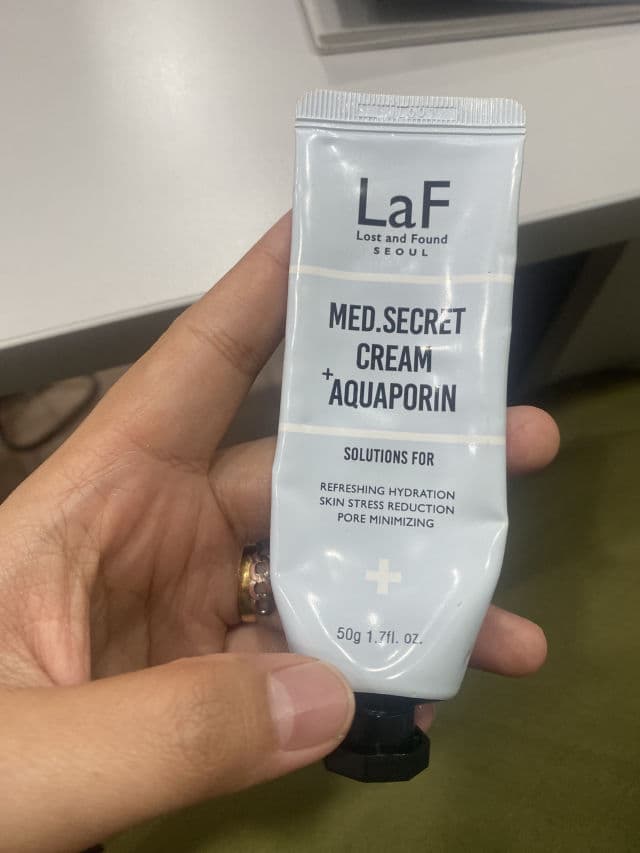 LaF
Lost and Found
SEOUL
MED.SECRET
CREAM
+AQUAPORIN
SOLUTIONS FOR
REFRESHING HYDRATION
SKIN STRESS REDUCTION
PORE MINIMIZING
50g 1.7fl. oz.